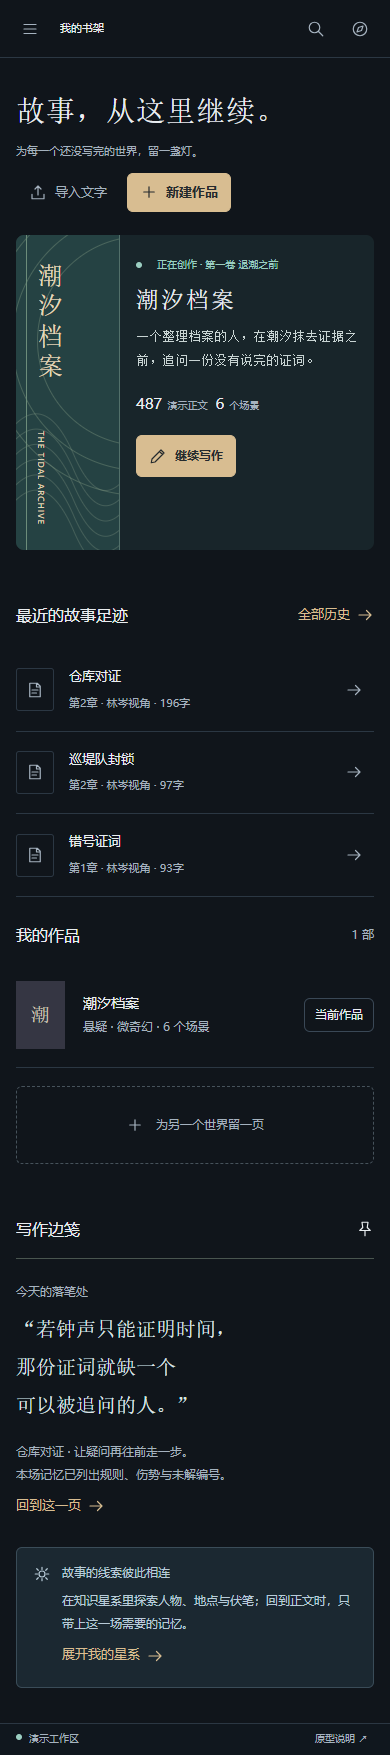 我的书架
故事，从这里继续。
为每一个还没写完的世界，留一盏灯。
导入文字
新建作品
潮汐档案
THE TIDAL ARCHIVE
正在创作 · 第一卷 退潮之前
潮汐档案
一个整理档案的人，在潮汐抹去证据之
前，追问一份没有说完的证词。
487 演示正文 6 个场景
继续写作
最近的故事足迹
全部历史
仓库对证
第2章 · 林岑视角 · 196字
巡堤队封锁
第2章 · 林岑视角 · 97字
错号证词
第1章 · 林岑视角 · 93字
我的作品
1 部
潮
潮汐档案
悬疑 · 微奇幻 · 6 个场景
当前作品
为另一个世界留一页
写作边笺
今天的落笔处
“若钟声只能证明时间，
那份证词就缺一个
可以被追问的人。”
仓库对证 · 让疑问再往前走一步。
本场记忆已列出规则、伤势与未解编号。
回到这一页
故事的线索彼此相连
在知识星系里探索人物、地点与伏笔；回到正文时，只
带上这一场需要的记忆。
展开我的星系
演示工作区
原型说明 ↗